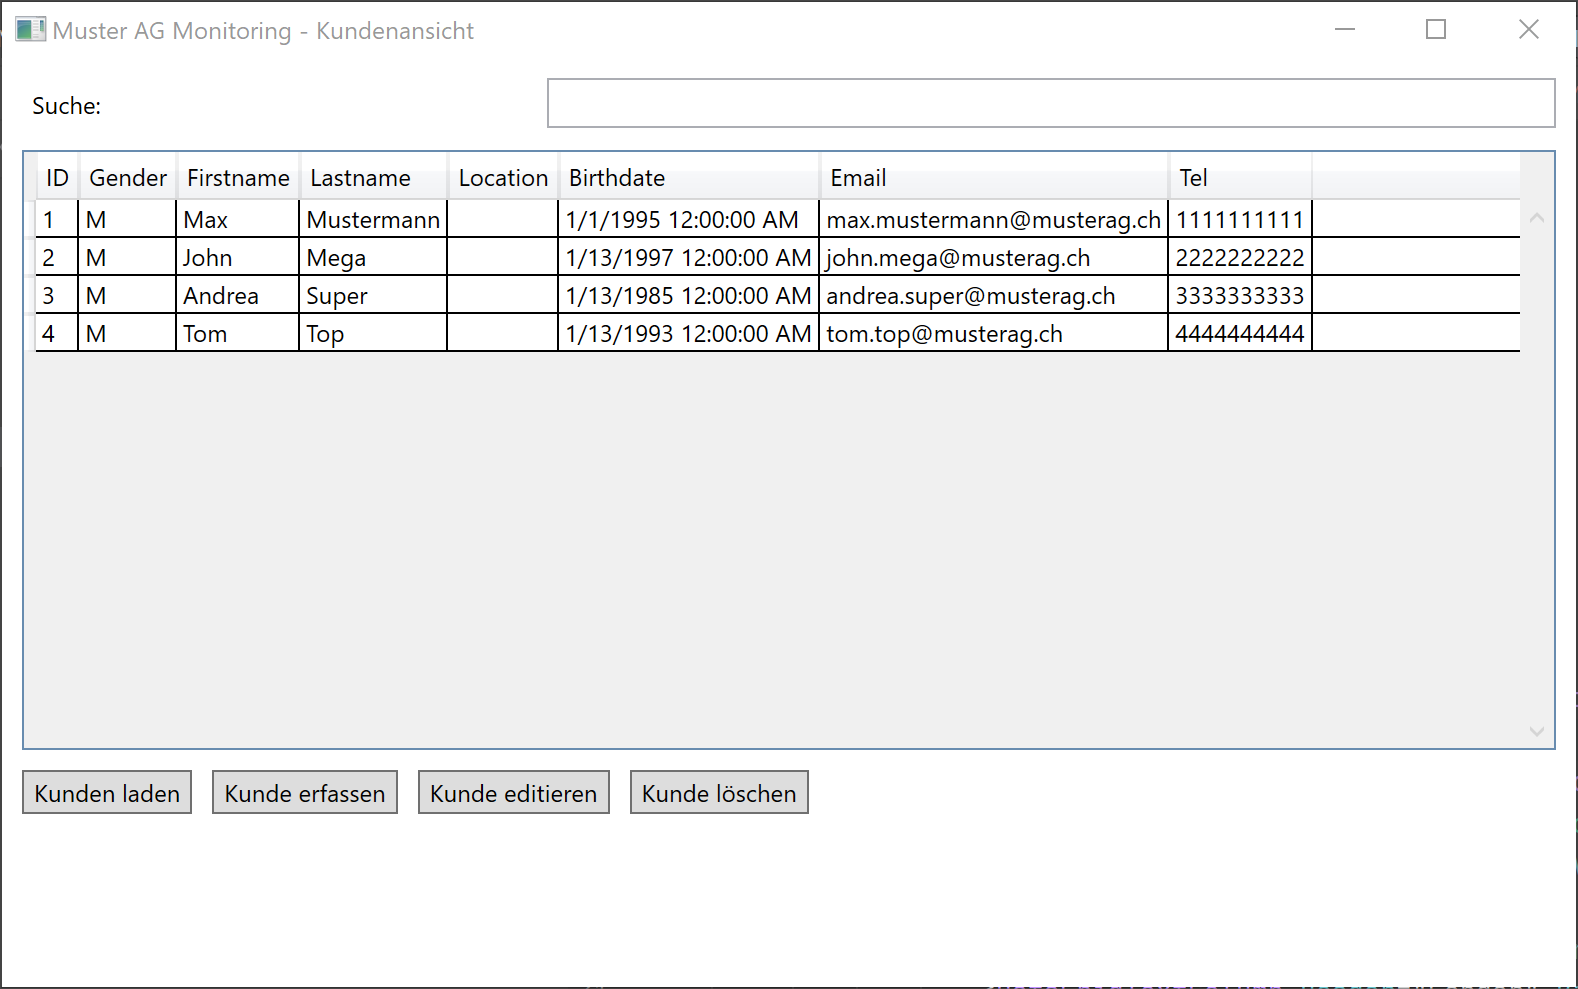 Muster AG Monitoring - Kundenansicht
Suche:
ID Gender Firstname Lastname Location Birthdate Email Tel
1 M Max Mustermann 1/1/1995 12:00:00 AM max.mustermann@musterag.ch 1111111111
2 M John Mega 1/13/1997 12:00:00 AM john.mega@musterag.ch 2222222222
3 M Andrea Super 1/13/1985 12:00:00 AM andrea.super@musterag.ch 3333333333
4 M Tom Top 1/13/1993 12:00:00 AM tom.top@musterag.ch 4444444444
Kunden laden Kunde erfassen Kunde editieren Kunde löschen